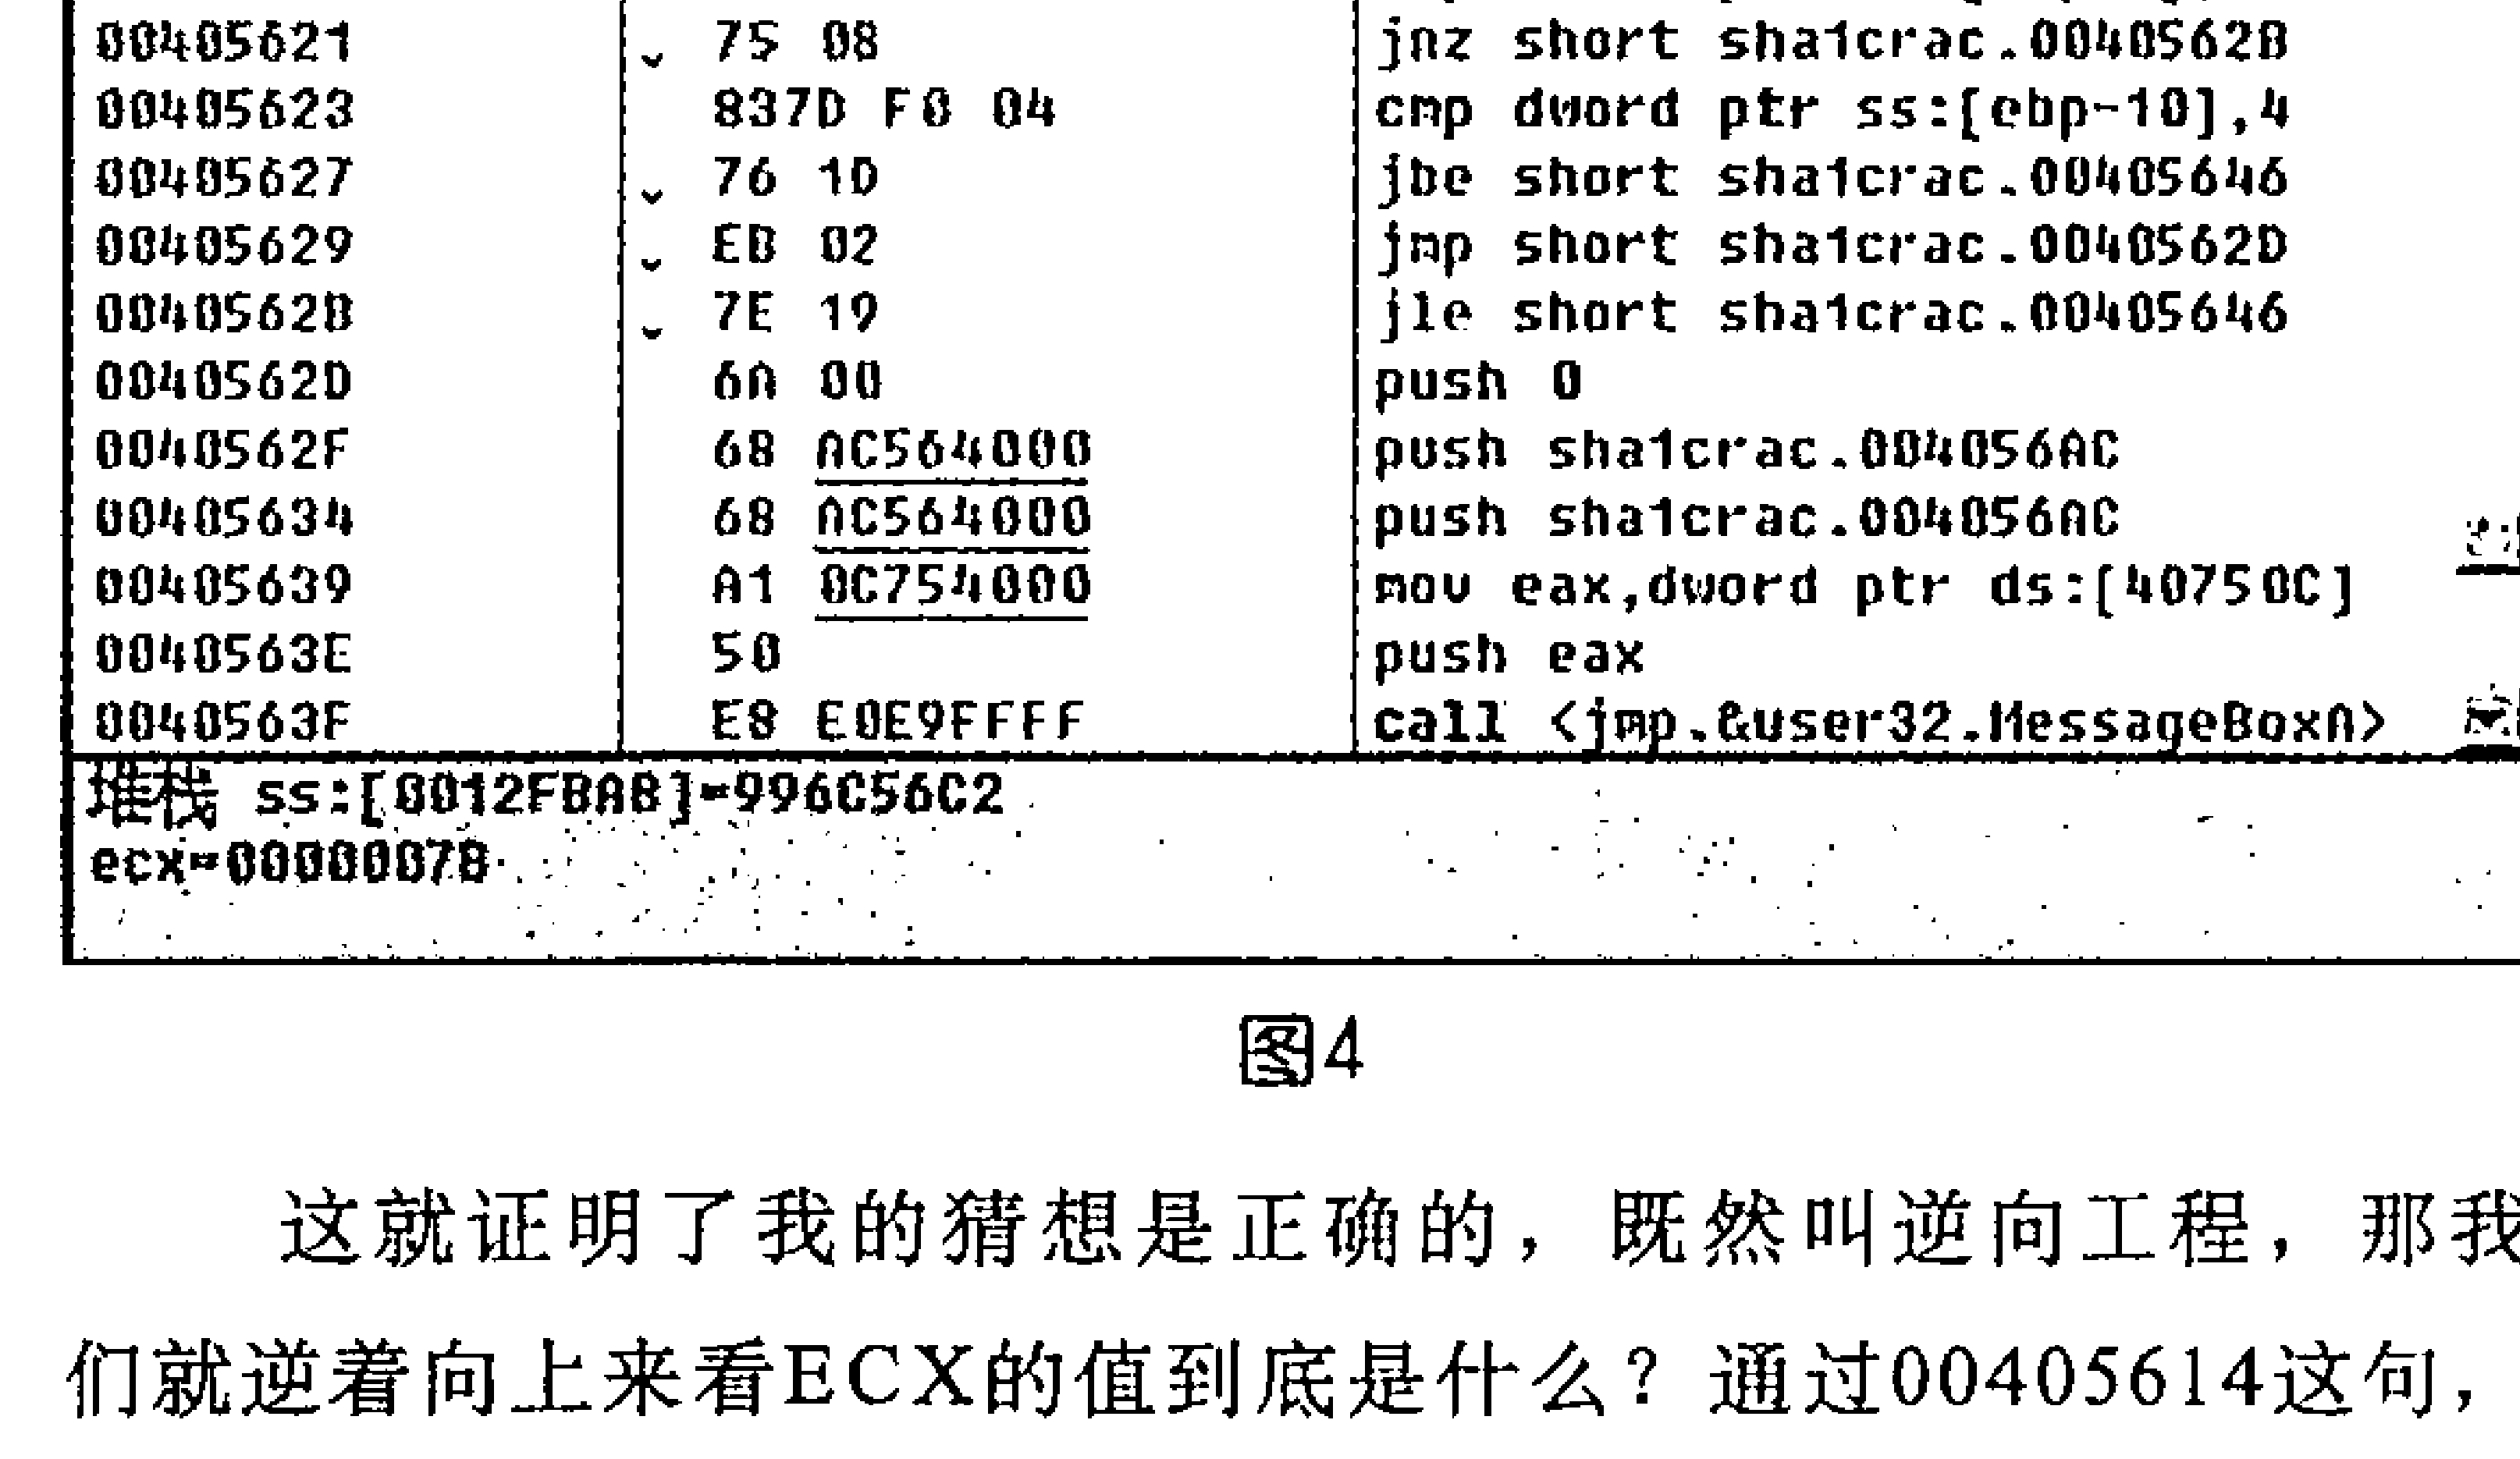 00405621 75 08 jnz short sha1crac.0040562B
00405623 837D F0 04 cmp dword ptr ss:[ebp-10],4
00405627 76 1D jbe short sha1crac.00405646
00405629 EB 02 jmp short sha1crac.0040562D
0040562B 7E 19 jle short sha1crac.00405646
0040562D 6A 00 push 0
0040562F 68 AC564000 push sha1crac.004056AC
00405634 68 AC564000 push sha1crac.004056AC
00405639 A1 0C754000 mov eax,dword ptr ds:[40750C]
0040563E 50 push eax
0040563F E8 E0E9FFFF call <jmp.&user32.MessageBoxA>
堆栈 ss:[0012FBA8]=996C56C2
ecx=0000007B
图4
这就证明了我的猜想是正确的，既然叫逆向工程，那我
们就逆着向上来看ECX的值到底是什么？通过00405614这句，